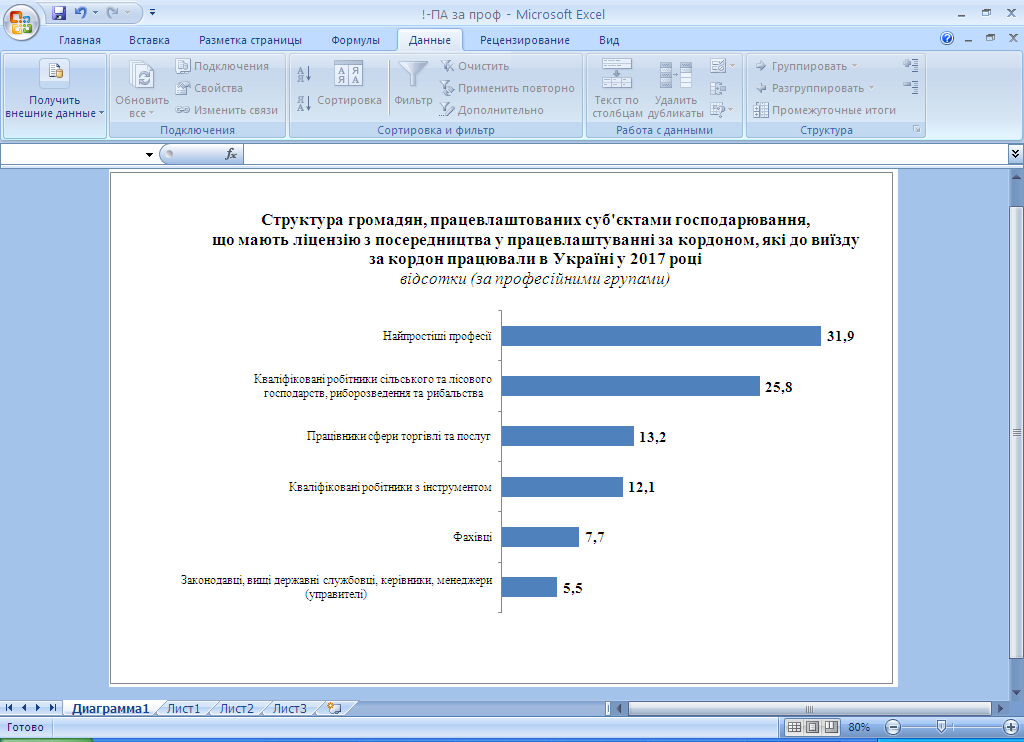 !-ПА за проф - Microsoft Excel
Главная Вставка Разметка страницы Формулы Данные Рецензирование Вид
Получить внешние данные
Обновить все
Подключения
Свойства
Изменить связи
Подключения
Сортировка
Фильтр
Очистить
Применить повторно
Дополнительно
Сортировка и фильтр
Текст по столбцам
Удалить дубликаты
Работа с данными
Группировать
Разгруппировать
Промежуточные итоги
Структура
fx
Структура громадян, працевлаштованих суб'єктами господарювання,
що мають ліцензію з посередництва у працевлаштуванні за кордоном, які до виїзду
за кордон працювали в Україні у 2017 році
відсотки (за професійними групами)
Найпростіші професії 31,9
Кваліфіковані робітники сільського та лісового
господарств, риборозведення та рибальства 25,8
Працівники сфери торгівлі та послуг 13,2
Кваліфіковані робітники з інструментом 12,1
Фахівці 7,7
Законодавці, вищі державні службовці, керівники, менеджери
(управителі) 5,5
Диаграмма1 Лист1 Лист2 Лист3
Готово 80%